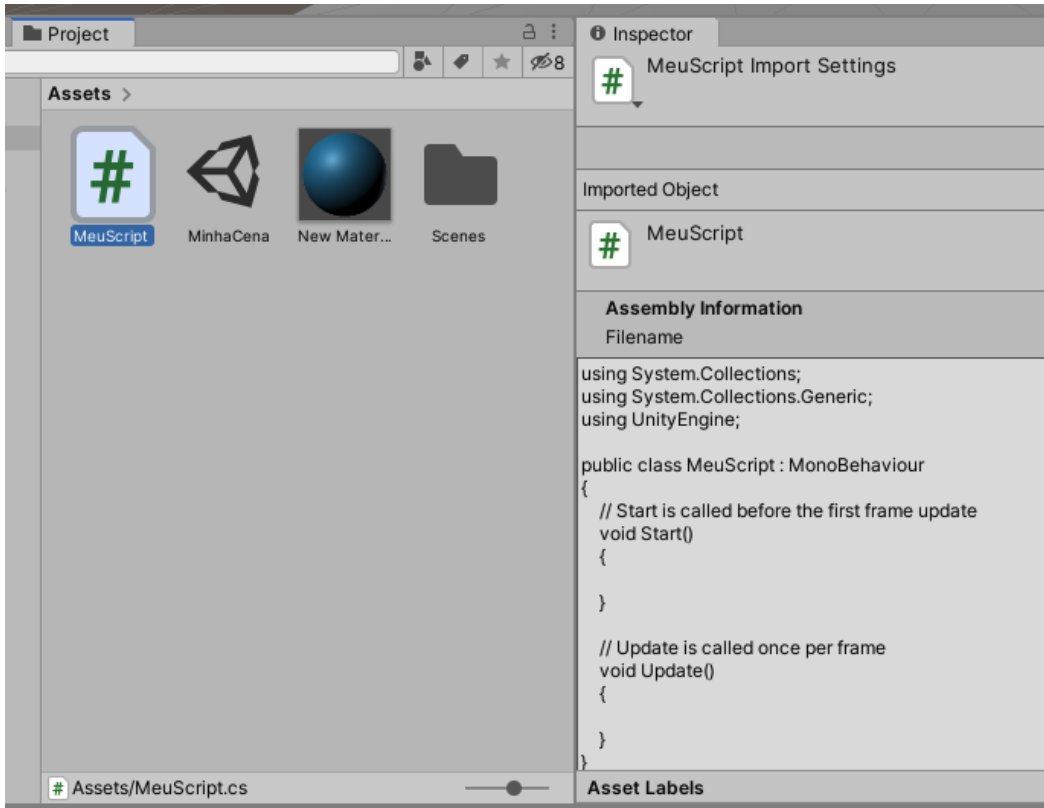 Project
8
Assets >
MeuScript
MinhaCena
New Mater...
Scenes
Assets/MeuScript.cs
Inspector
MeuScript Import Settings
Imported Object
MeuScript
Assembly Information
Filename
using System.Collections;
using System.Collections.Generic;
using UnityEngine;
public class MeuScript : MonoBehaviour
{
// Start is called before the first frame update
void Start()
{
}
// Update is called once per frame
void Update()
{
}
}
Asset Labels